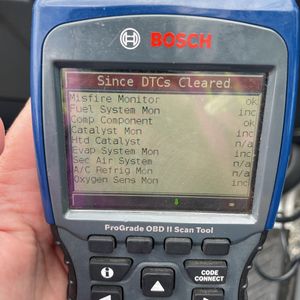 BOSCH
Since DTCs Cleared
Misfire Monitor ok
Fuel System Mon inc
Comp Component ok
Catalyst Mon inc
Htd Catalyst n/a
Evap System Mon inc
Sec Air System n/a
A/C Refrig Mon n/a
Oxygen Sens Mon inc
ProGrade OBD II Scan Tool
CODE
CONNECT